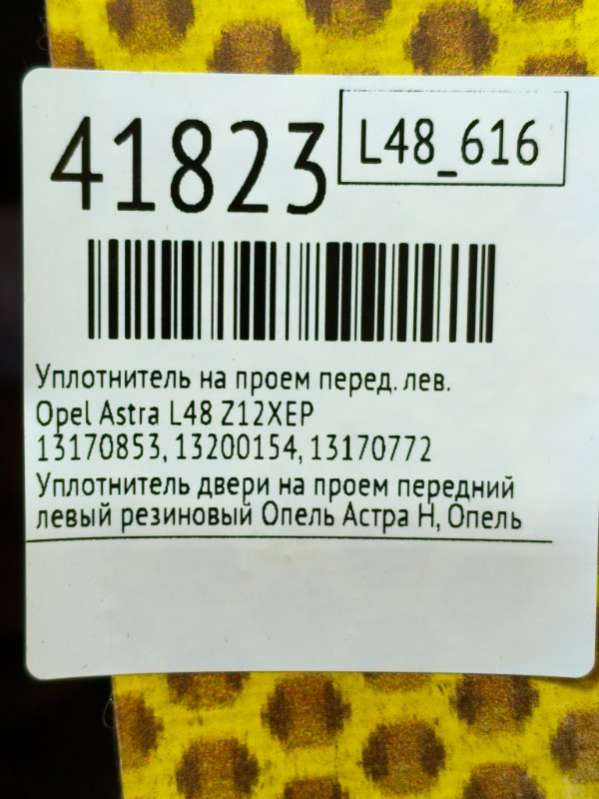 41823
L48_616
Уплотнитель на проем перед. лев.
Opel Astra L48 Z12XEP
13170853, 13200154, 13170772
Уплотнитель двери на проем передний
левый резиновый Опель Астра Н, Опель